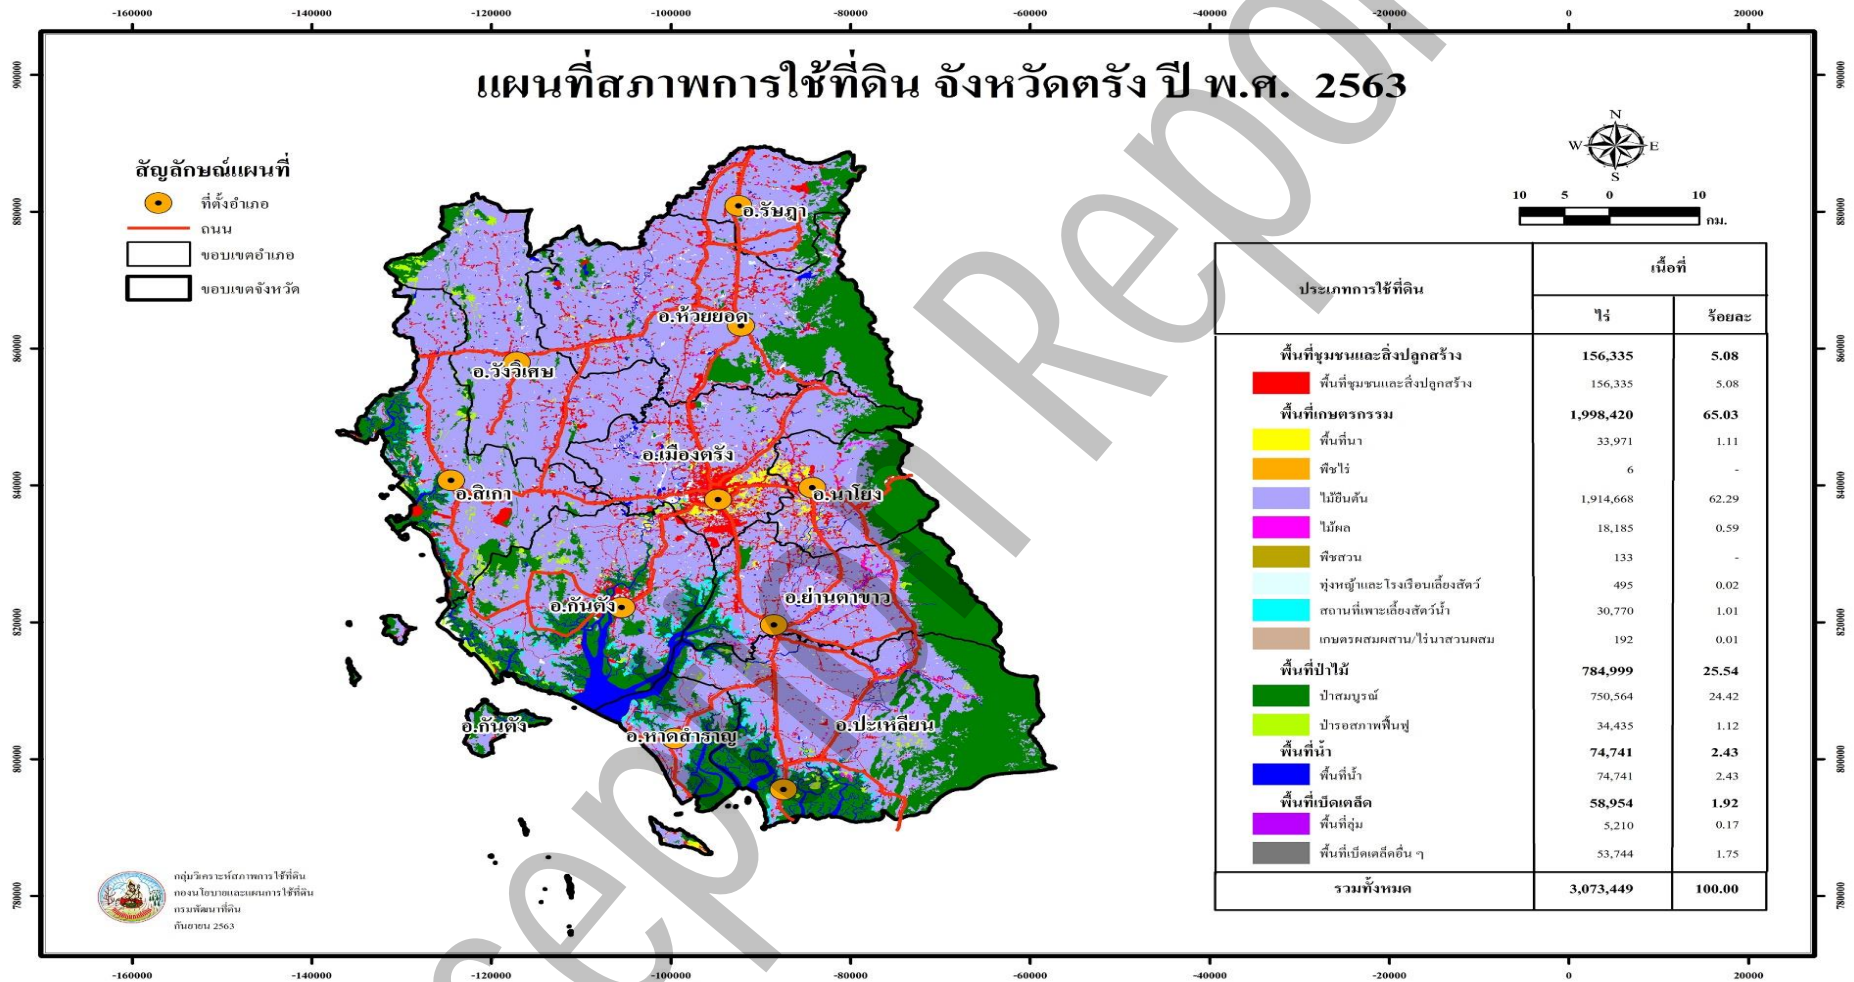 -160000 -140000 -120000 -100000 -80000 -60000 -40000 -20000 0 20000
แผนที่สภาพการใช้ที่ดิน จังหวัดตรัง ปี พ.ศ. 2563
สัญลักษณ์แผนที่
ที่ตั้งอำเภอ
ถนน
ขอบเขตอำเภอ
ขอบเขตจังหวัด
N
W E
S
10 5 0 10
กม.
900000 900000
880000 880000
860000 860000
840000 840000
820000 820000
800000 800000
780000 780000
อ.รัษฎา
อ.ห้วยยอด
อ.วังวิเศษ
อ.เมืองตรัง
อ.สิเกา
อ.นาโยง
อ.กันตัง
อ.ย่านตาขาว
อ.กันตัง
อ.หาดสำราญ
อ.ปะเหลียน
ประเภทการใช้ที่ดิน เนื้อที่
ไร่ ร้อยละ
พื้นที่ชุมชนและสิ่งปลูกสร้าง 156,335 5.08
พื้นที่ชุมชนและสิ่งปลูกสร้าง 156,335 5.08
พื้นที่เกษตรกรรม 1,998,420 65.03
พื้นที่นา 33,971 1.11
พืชไร่ 6 -
ไม้ยืนต้น 1,914,668 62.29
ไม้ผล 18,185 0.59
พืชสวน 133 -
ทุ่งหญ้าและโรงเรือนเลี้ยงสัตว์ 495 0.02
สถานที่เพาะเลี้ยงสัตว์น้ำ 30,770 1.01
เกษตรผสมผสาน/ไร่นาสวนผสม 192 0.01
พื้นที่ป่าไม้ 784,999 25.54
ป่าสมบูรณ์ 750,564 24.42
ป่ารอสภาพฟื้นฟู 34,435 1.12
พื้นที่น้ำ 74,741 2.43
พื้นที่น้ำ 74,741 2.43
พื้นที่เบ็ดเตล็ด 58,954 1.92
พื้นที่ลุ่ม 5,210 0.17
พื้นที่เบ็ดเตล็ดอื่น ๆ 53,744 1.75
รวมทั้งหมด 3,073,449 100.00
กลุ่มวิเคราะห์สภาพการใช้ที่ดิน
กองนโยบายและแผนการใช้ที่ดิน
กรมพัฒนาที่ดิน
กันยายน 2563
-160000 -140000 -120000 -100000 -80000 -60000 -40000 -20000 0 20000